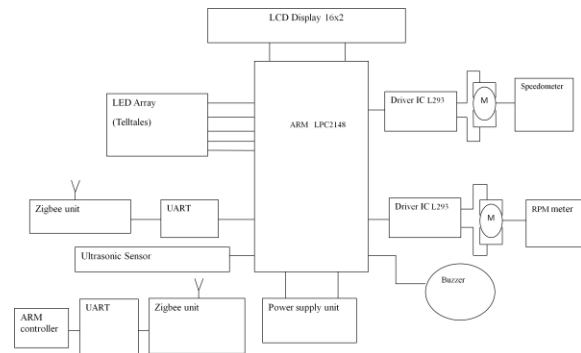 LCD Display 16x2
LED Array
(Telltales)
ARM LPC2148
Driver IC L293
M
Speedometer
Zigbee unit
UART
Driver IC L293
M
RPM meter
Ultrasonic Sensor
Buzzer
ARM
controller
UART
Zigbee unit
Power supply unit